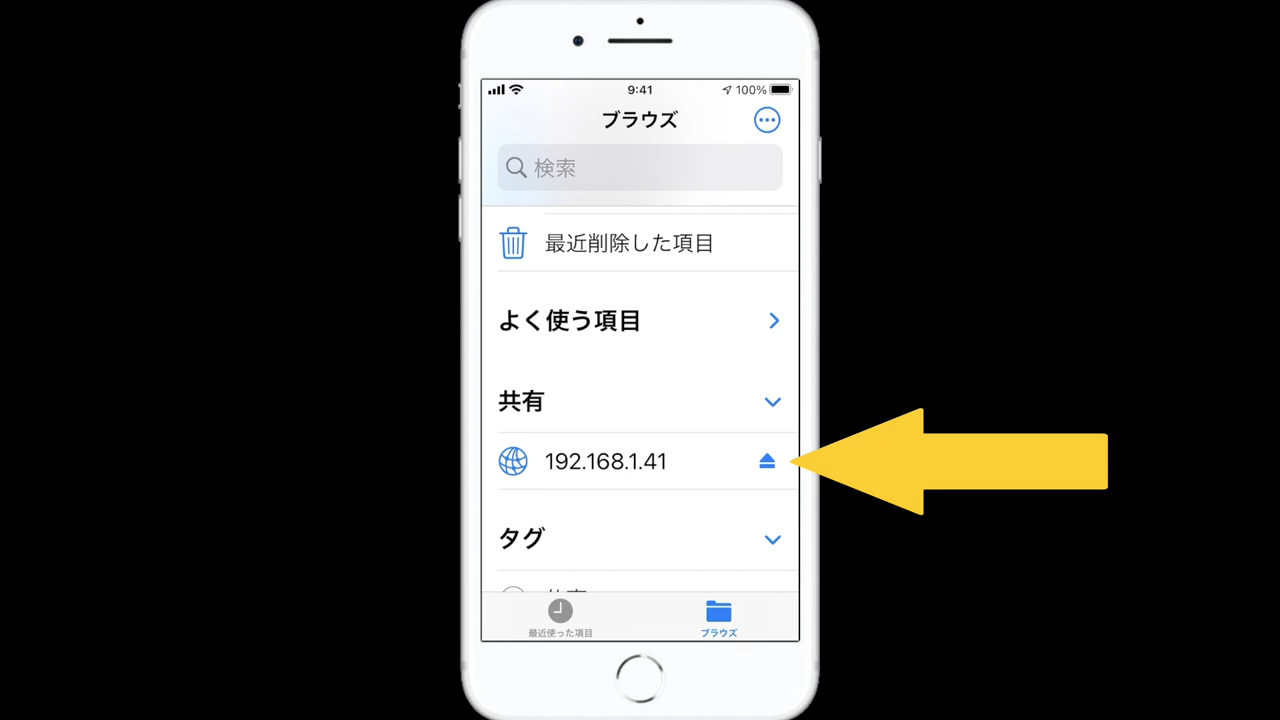 9:41
100%
ブラウズ
検索
最近削除した項目
よく使う項目
共有
192.168.1.41
タグ
最近使った項目
ブラウズ